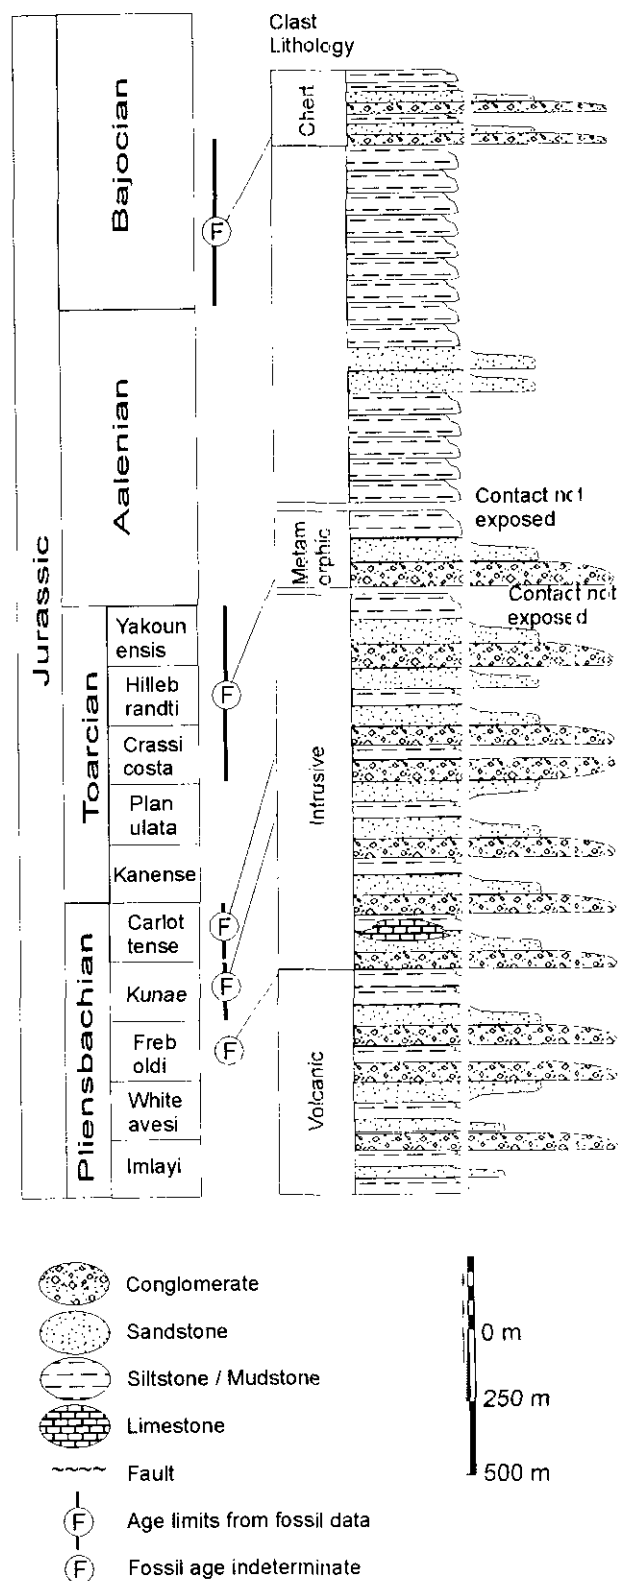 Clast
Lithology
Jurassic
Bajocian
Aalenian
Toarcian
Pliensbachian
Yakoun
ensis
Hilleb
randti
Crassi
costa
Plan
ulata
Kanense
Carlot
tense
Kunae
Freb
oldi
White
avesi
Imlayi
F
F
F
F
F
Chert
Metam
orphic
Intrusive
Volcanic
Contact not
exposed
Contact not
exposed
Conglomerate
Sandstone
Siltstone / Mudstone
Limestone
Fault
F Age limits from fossil data
F Fossil age indeterminate
0 m
250 m
500 m